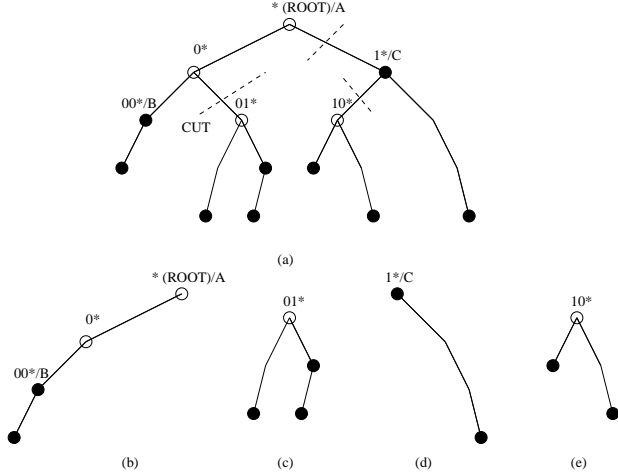 * (ROOT)/A
0*
1*/C
00*/B
01*
10*
CUT
(a)
* (ROOT)/A
0*
00*/B
01*
1*/C
10*
(b)
(c)
(d)
(e)